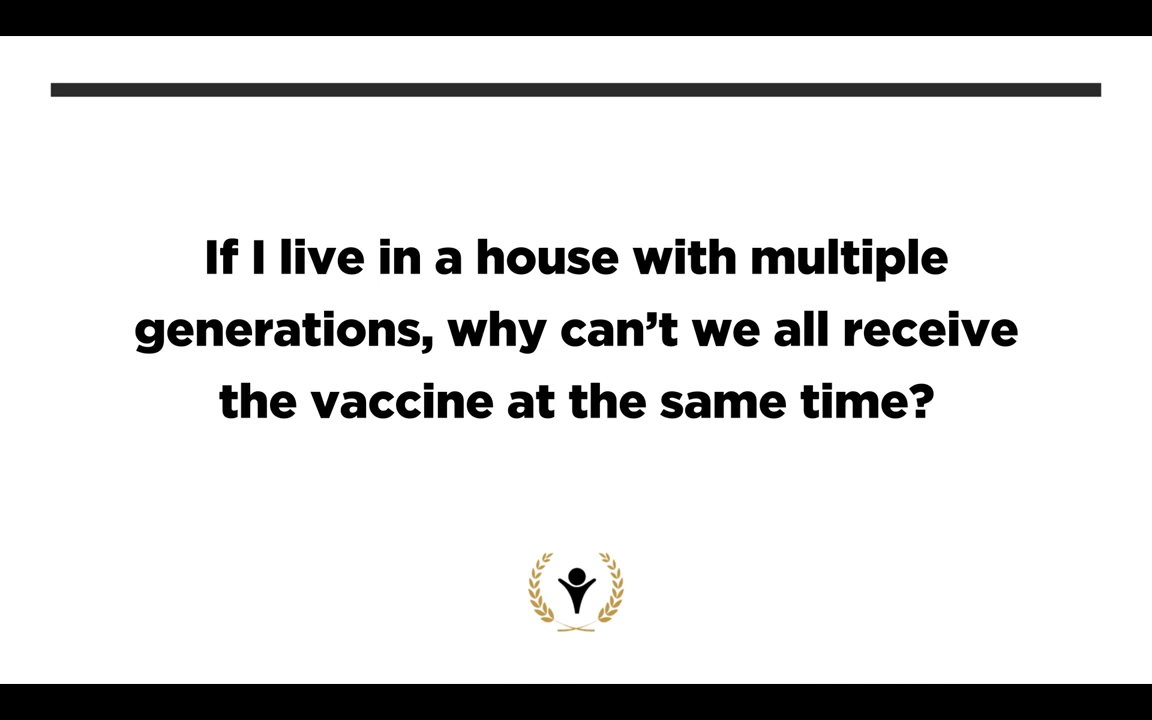 If I live in a house with multiple
generations, why can’t we all receive
the vaccine at the same time?